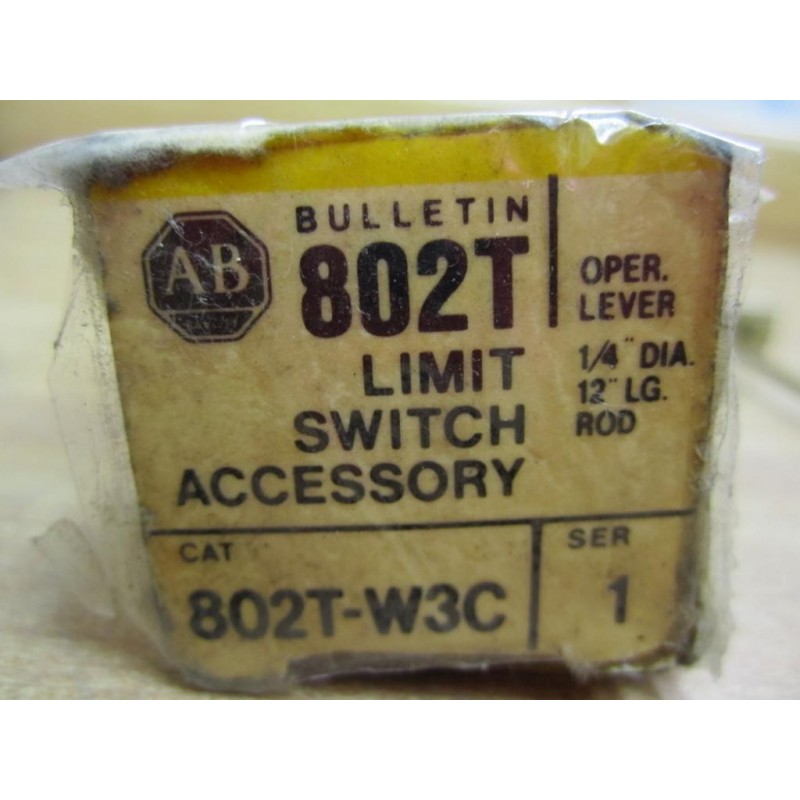 AB
BULLETIN
802T
LIMIT
SWITCH
ACCESSORY
OPER.
LEVER
1/4" DIA.
12" LG.
ROD
CAT
802T-W3C
SER
1